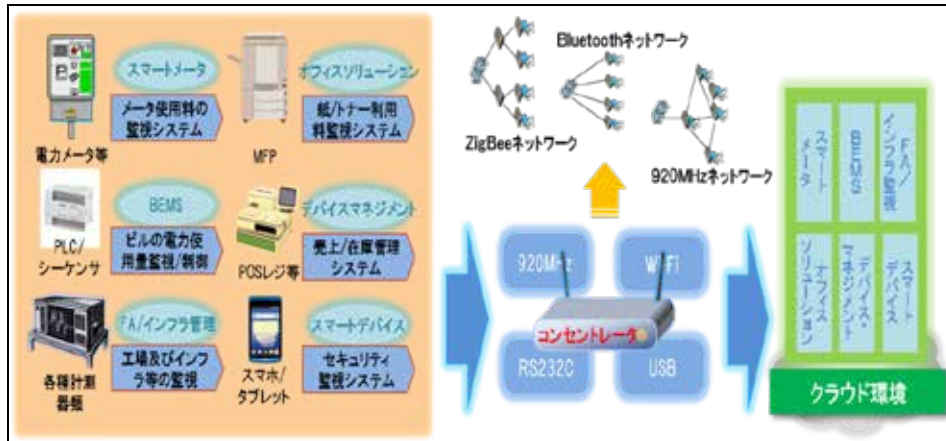 スマートメータ
メータ使用料の
監視システム
電力メータ等
オフィスソリューション
紙/トナー利用
料監視システム
MFP
BEMS
ビルの電力使
用量監視/制御
PLC/
シーケンサ
デバイスマネジメント
売上/在庫管理
システム
POSレジ等
FA/インフラ管理
工場及びインフ
ラ等の監視
各種計測
器類
スマートデバイス
セキュリティ
監視システム
スマホ/
タブレット
Bluetoothネットワーク
ZigBeeネットワーク
920MHzネットワーク
920MHz
Wi-Fi
コンセントレータ
RS232C
USB
スマート
メータ
BEMS
FA/
インフラ監視
オフィス
ソリューション
デバイス・
マネジメント
スマート
デバイス
クラウド環境